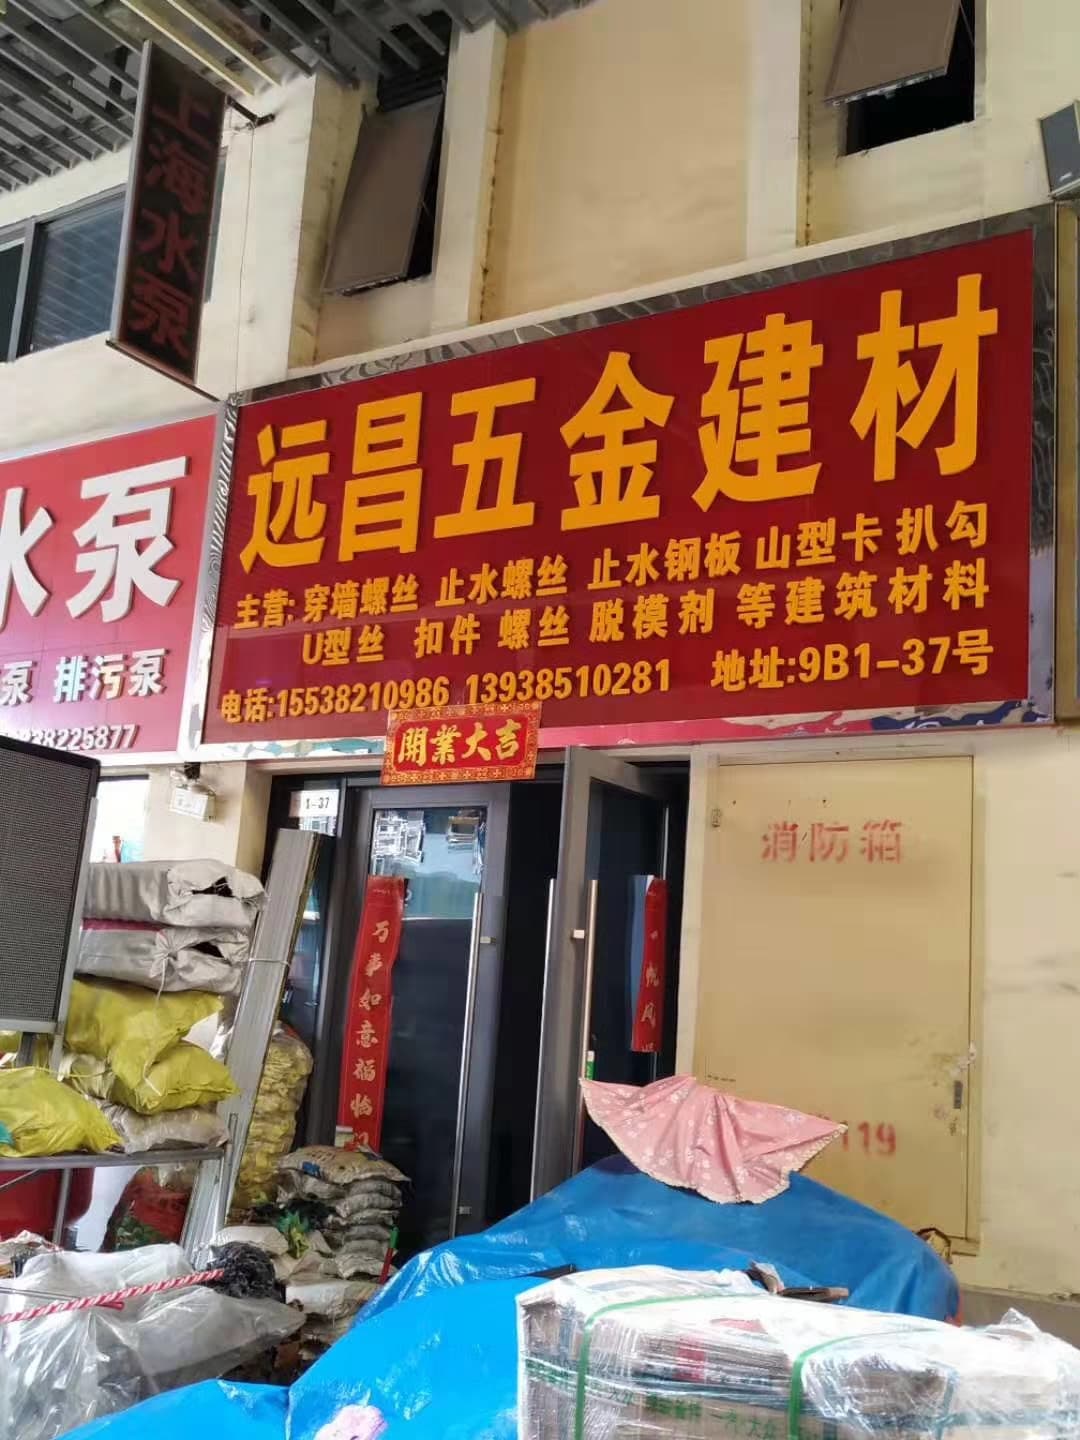 上海水泵
水泵
泵 排污泵
38225877
远昌五金建材
主营: 穿墙螺丝 止水螺丝 止水钢板 山型卡 扒勾
U型丝 扣件 螺丝 脱模剂 等建筑材料
电话:15538210986 13938510281 地址:9B1-37号
開業大吉
1-37
消防箱
万事如意福临门
119